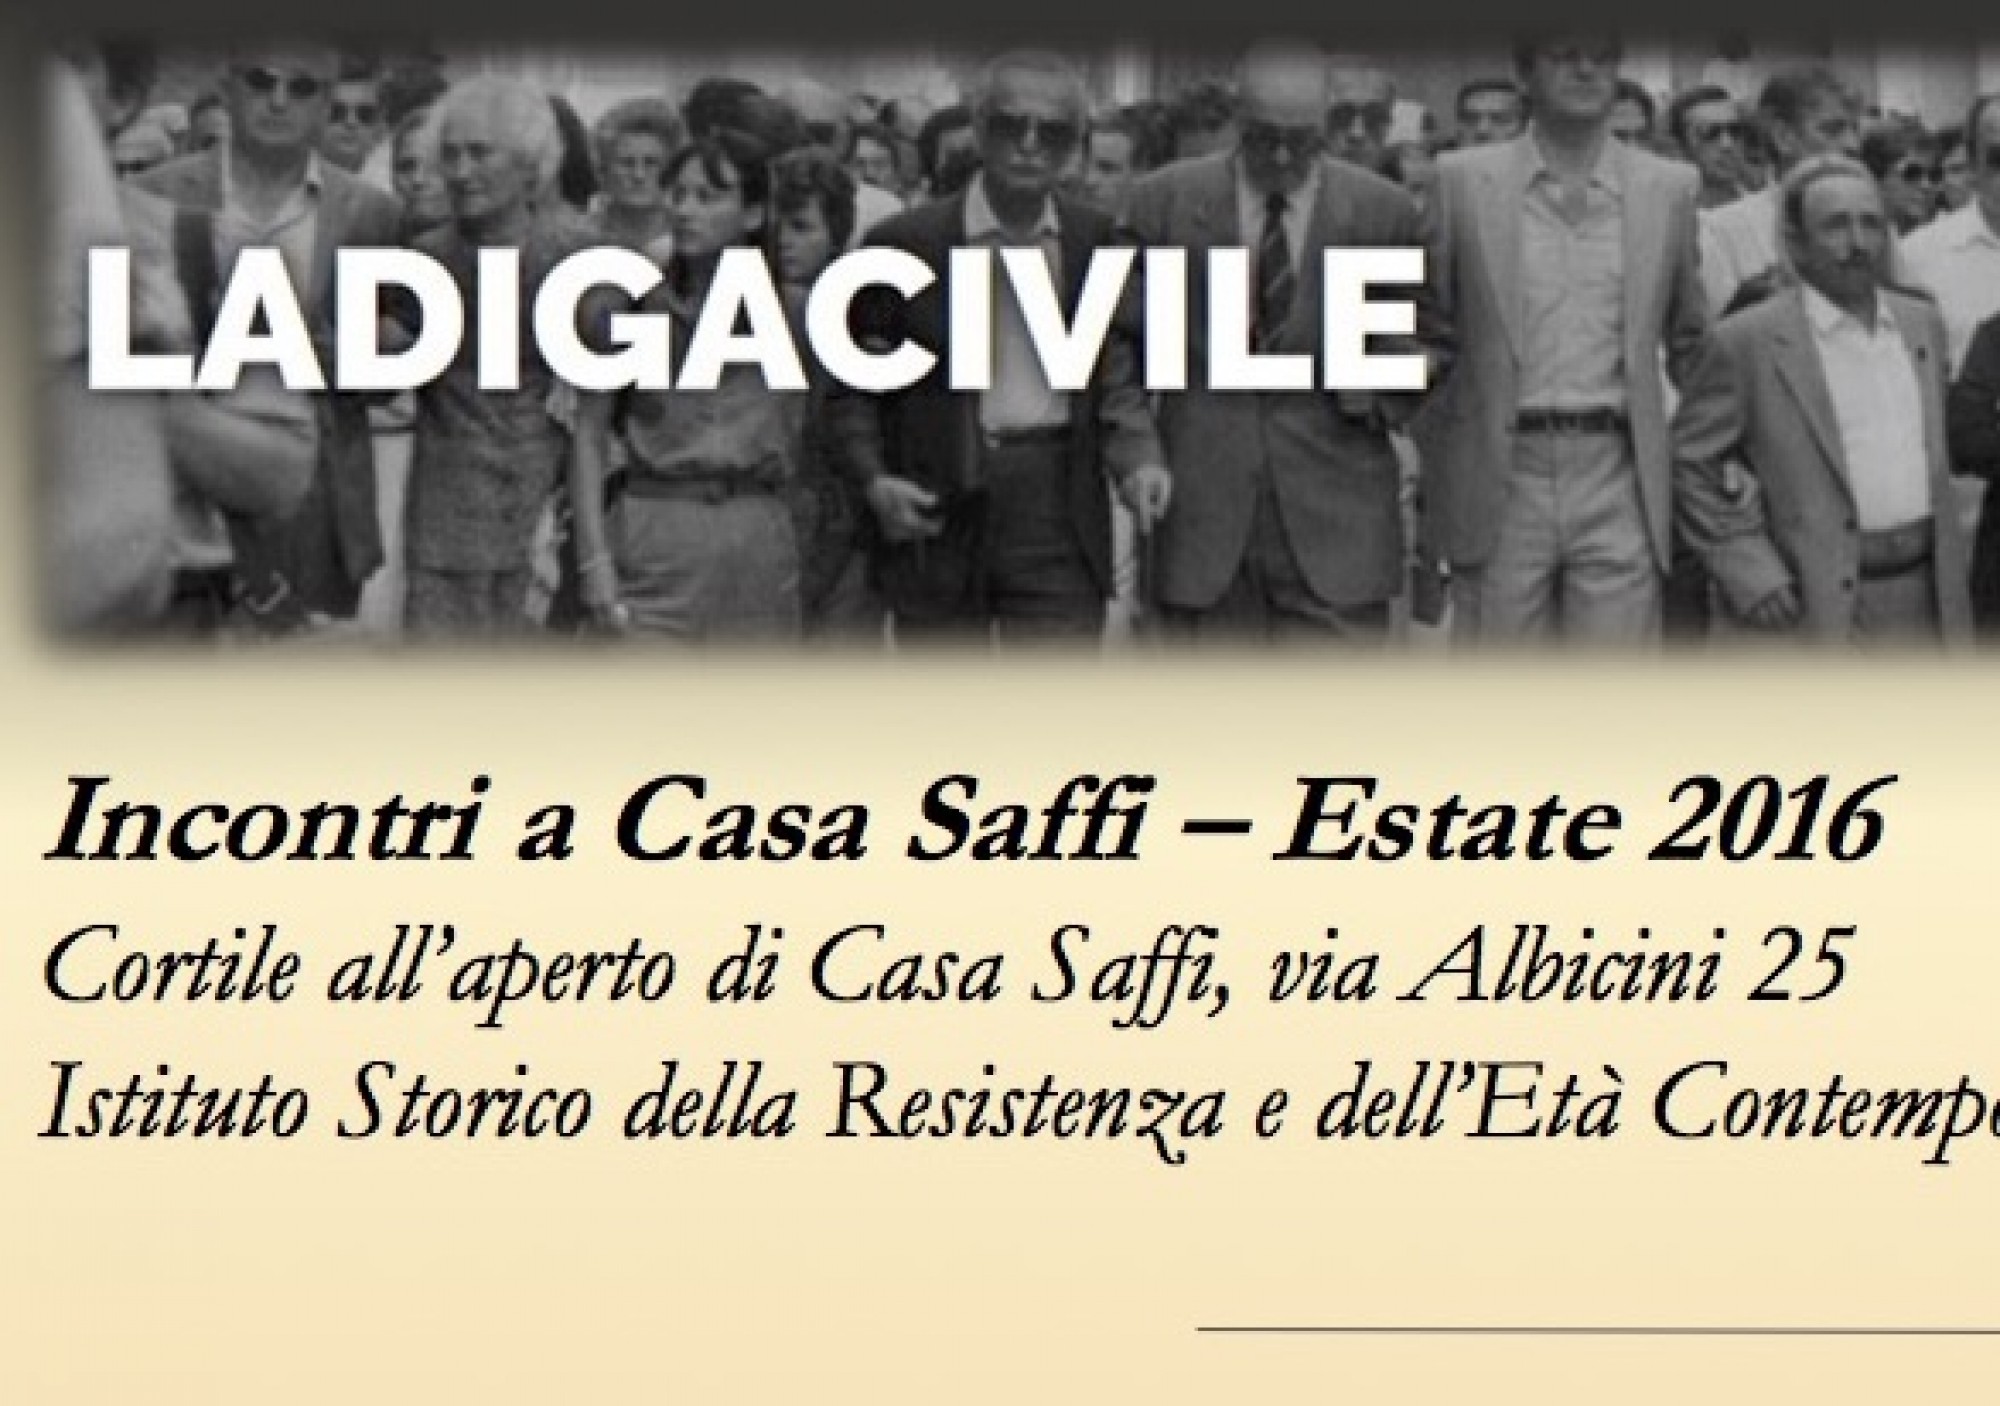 LADIGACIVILE
Incontri a Casa Saffi – Estate 2016
Cortile all'aperto di Casa Saffi, via Albicini 25
Istituto Storico della Resistenza e dell'Età Contempo